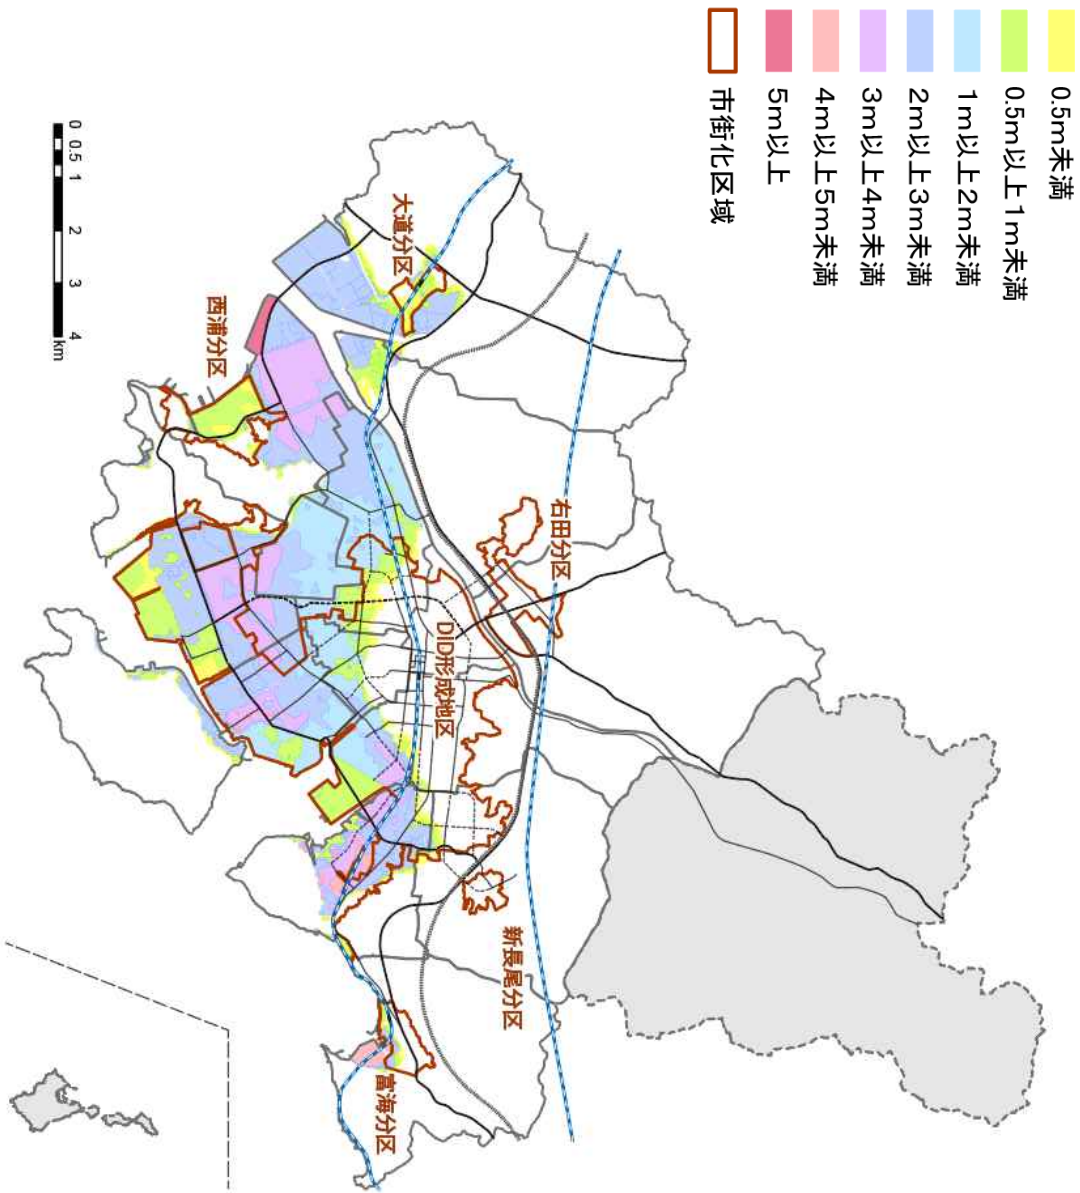 0.5m未満
0.5m以上1m未満
1m以上2m未満
2m以上3m未満
3m以上4m未満
4m以上5m未満
5m以上
市街化区域
0 0.5 1 2 3 4
km
大道分区
西浦分区
右田分区
DID形成地区
新長尾分区
富海分区